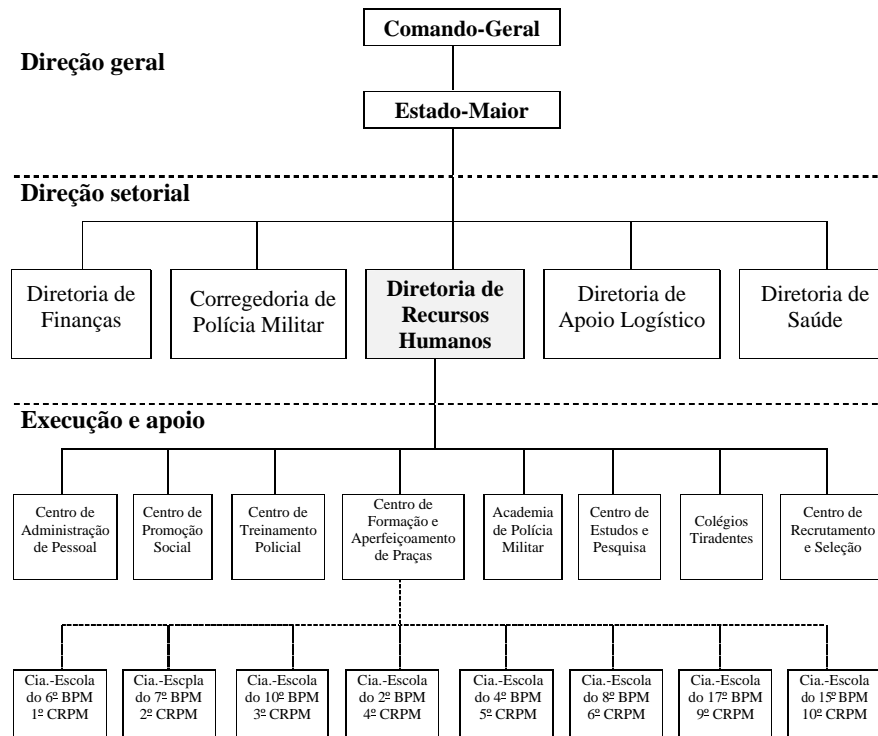 Comando-Geral
Direção geral
Estado-Maior
Direção setorial
Diretoria de
Finanças
Corregedoria de
Polícia Militar
Diretoria de
Recursos
Humanos
Diretoria de
Apoio Logístico
Diretoria de
Saúde
Execução e apoio
Centro de
Administração
de Pessoal
Centro de
Promoção
Social
Centro de
Treinamento
Policial
Centro de
Formação e
Aperfeiçoamento
de Praças
Academia
de Polícia
Militar
Centro de
Estudos e
Pesquisa
Colégios
Tiradentes
Centro de
Recrutamento
e Seleção
Cia.-Escola
do 6º BPM
1º CRPM
Cia.-Escpla
do 7º BPM
2º CRPM
Cia.-Escola
do 10º BPM
3º CRPM
Cia.-Escola
do 2º BPM
4º CRPM
Cia.-Escola
do 4º BPM
5º CRPM
Cia.-Escola
do 8º BPM
6º CRPM
Cia.-Escola
do 17º BPM
9º CRPM
Cia.-Escola
do 15º BPM
10º CRPM